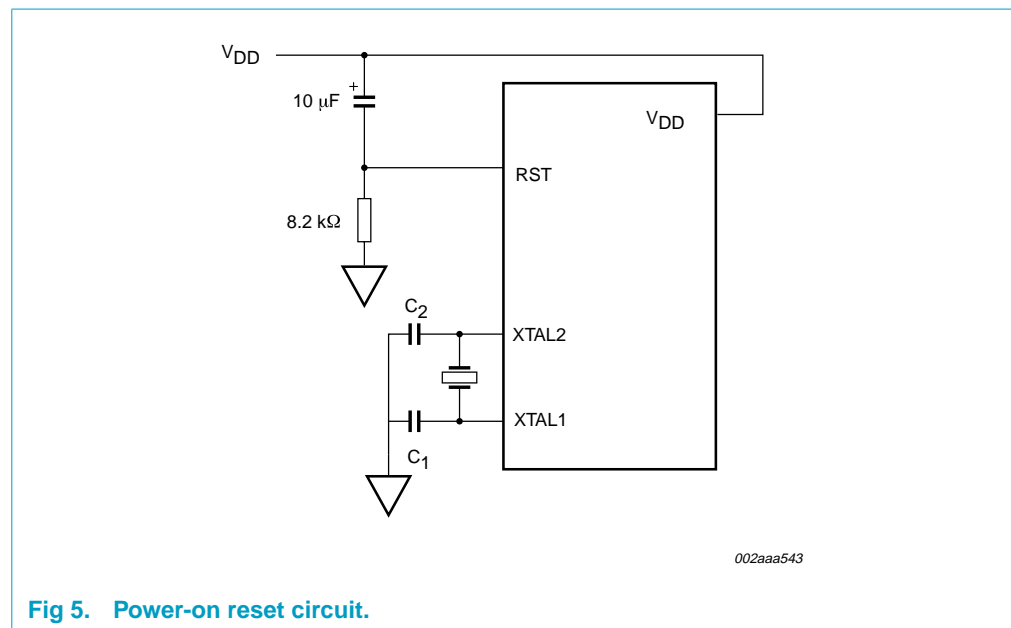 VDD
+
10 μF
VDD
RST
8.2 kΩ
C2
XTAL2
XTAL1
C1
002aaa543
Fig 5. Power-on reset circuit.